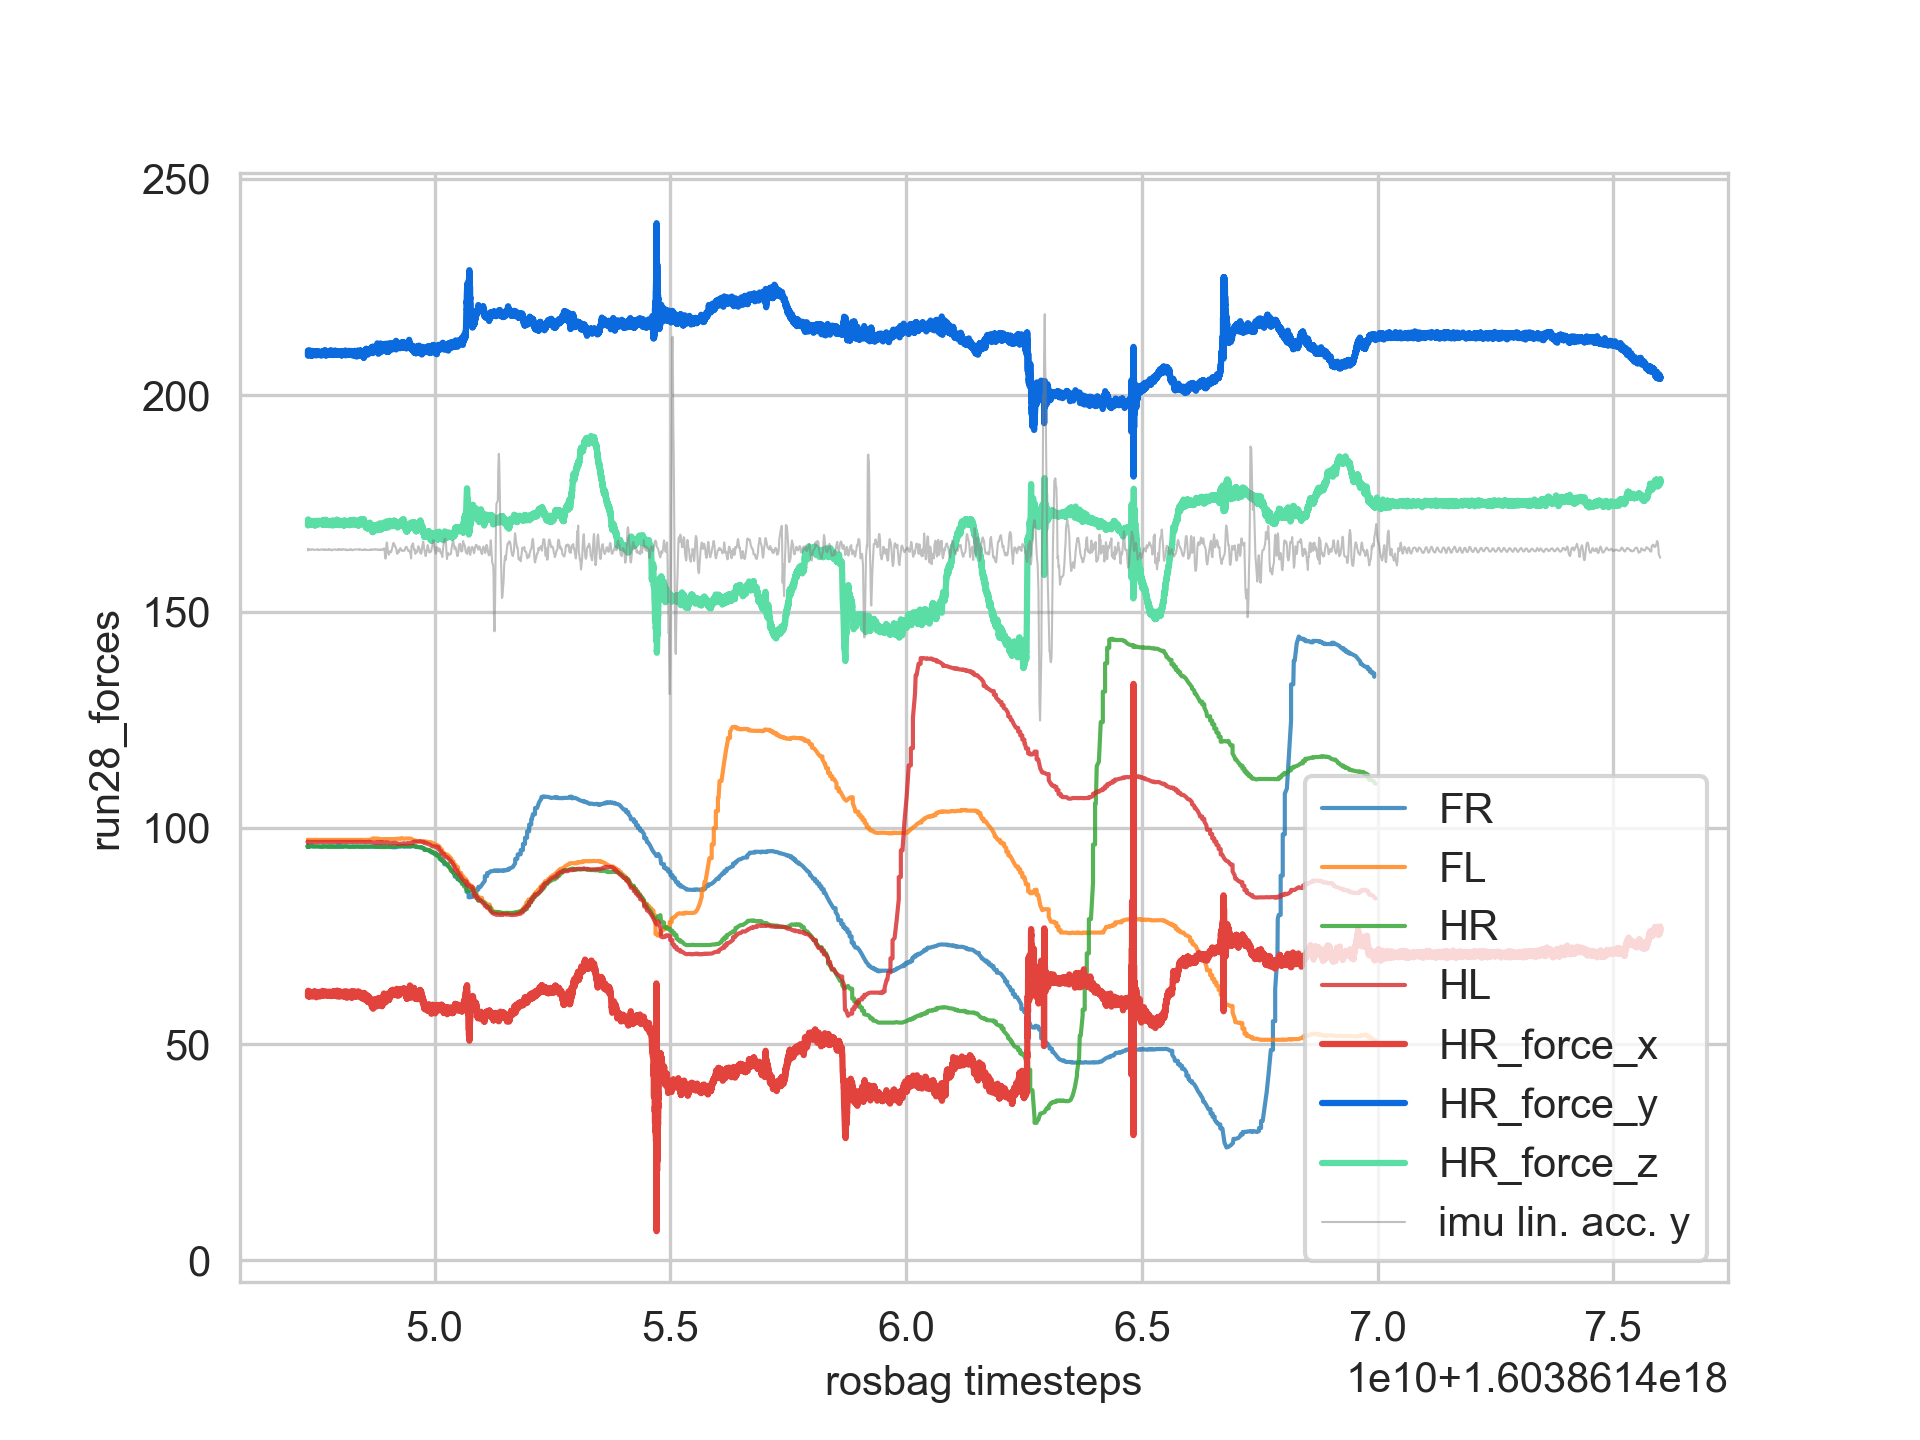 250
200
150
100
50
0
run28_forces
5.0 5.5 6.0 6.5 7.0 7.5
rosbag timesteps
1e10+1.6038614e18
FR
FL
HR
HL
HR_force_x
HR_force_y
HR_force_z
imu lin. acc. y